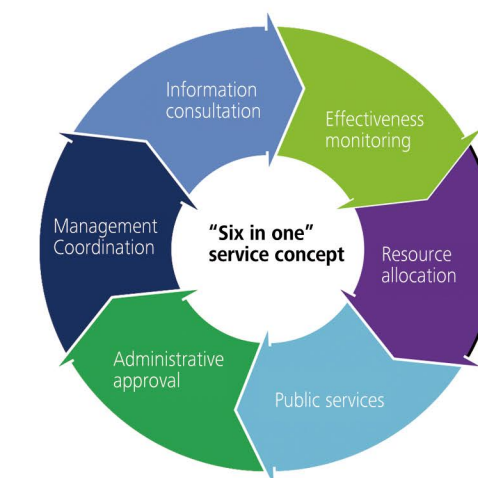 Information
consultation
Effectiveness
monitoring
Management
Coordination
“Six in one”
service concept
Resource
allocation
Administrative
approval
Public services